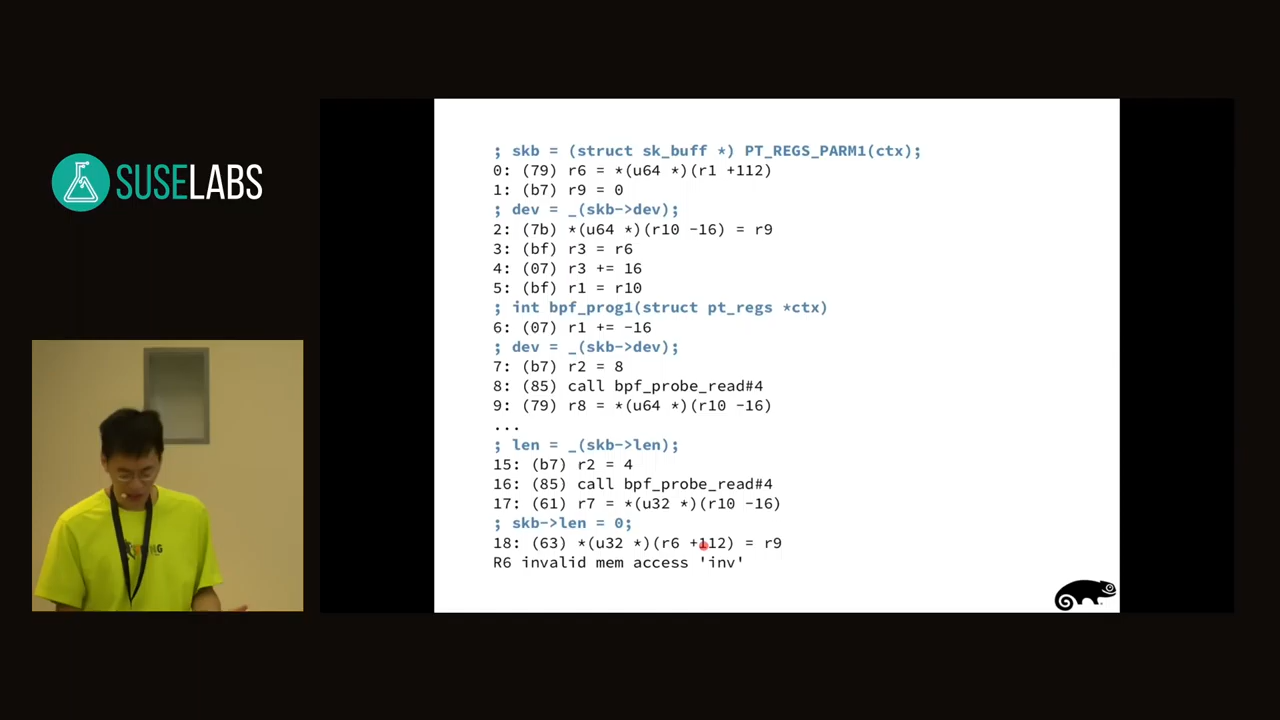 SUSELABS
; skb = (struct sk_buff *) PT_REGS_PARM1(ctx);
0: (79) r6 = *(u64 *)(r1 +112)
1: (b7) r9 = 0
; dev = _(skb->dev);
2: (7b) *(u64 *)(r10 -16) = r9
3: (bf) r3 = r6
4: (07) r3 += 16
5: (bf) r1 = r10
; int bpf_prog1(struct pt_regs *ctx)
6: (07) r1 += -16
; dev = _(skb->dev);
7: (b7) r2 = 8
8: (85) call bpf_probe_read#4
9: (79) r8 = *(u64 *)(r10 -16)
...
; len = _(skb->len);
15: (b7) r2 = 4
16: (85) call bpf_probe_read#4
17: (61) r7 = *(u32 *)(r10 -16)
; skb->len = 0;
18: (63) *(u32 *)(r6 +112) = r9
R6 invalid mem access 'inv'